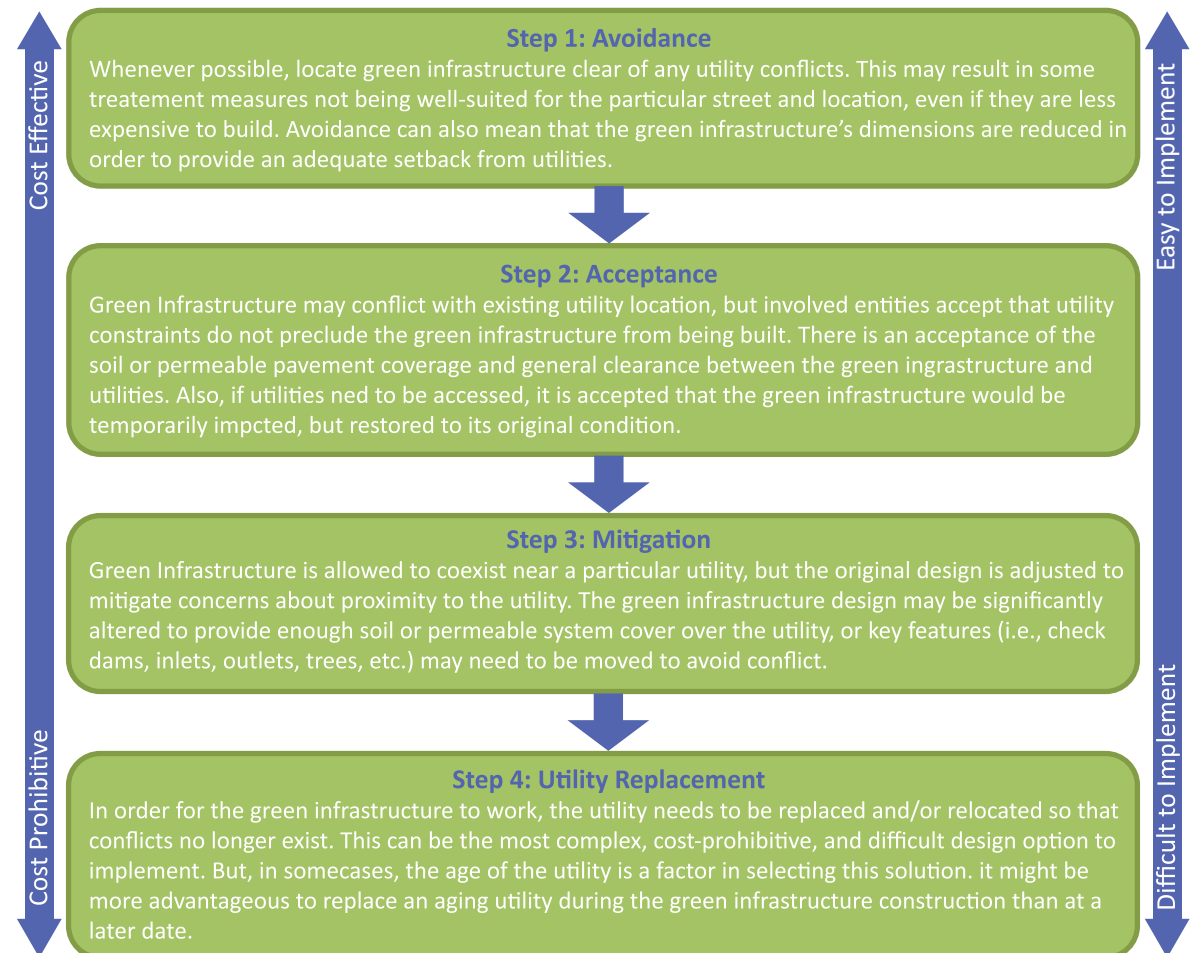 Cost Effective
Cost Prohibitive
Step 1: Avoidance
Whenever possible, locate green infrastructure clear of any utility conflicts. This may result in some
treatement measures not being well-suited for the particular street and location, even if they are less
expensive to build. Avoidance can also mean that the green infrastructure’s dimensions are reduced in
order to provide an adequate setback from utilities.
Step 2: Acceptance
Green Infrastructure may conflict with existing utility location, but involved entities accept that utility
constraints do not preclude the green infrastructure from being built. There is an acceptance of the
soil or permeable pavement coverage and general clearance between the green ingrastructure and
utilities. Also, if utilities ned to be accessed, it is accepted that the green infrastructure would be
temporarily impcted, but restored to its original condition.
Step 3: Mitigation
Green Infrastructure is allowed to coexist near a particular utility, but the original design is adjusted to
mitigate concerns about proximity to the utility. The green infrastructure design may be significantly
altered to provide enough soil or permeable system cover over the utility, or key features (i.e., check
dams, inlets, outlets, trees, etc.) may need to be moved to avoid conflict.
Step 4: Utility Replacement
In order for the green infrastructure to work, the utility needs to be replaced and/or relocated so that
conflicts no longer exist. This can be the most complex, cost-prohibitive, and difficult design option to
implement. But, in somecases, the age of the utility is a factor in selecting this solution. it might be
more advantageous to replace an aging utility during the green infrastructure construction than at a
later date.
Easy to Implement
Difficult to Implement